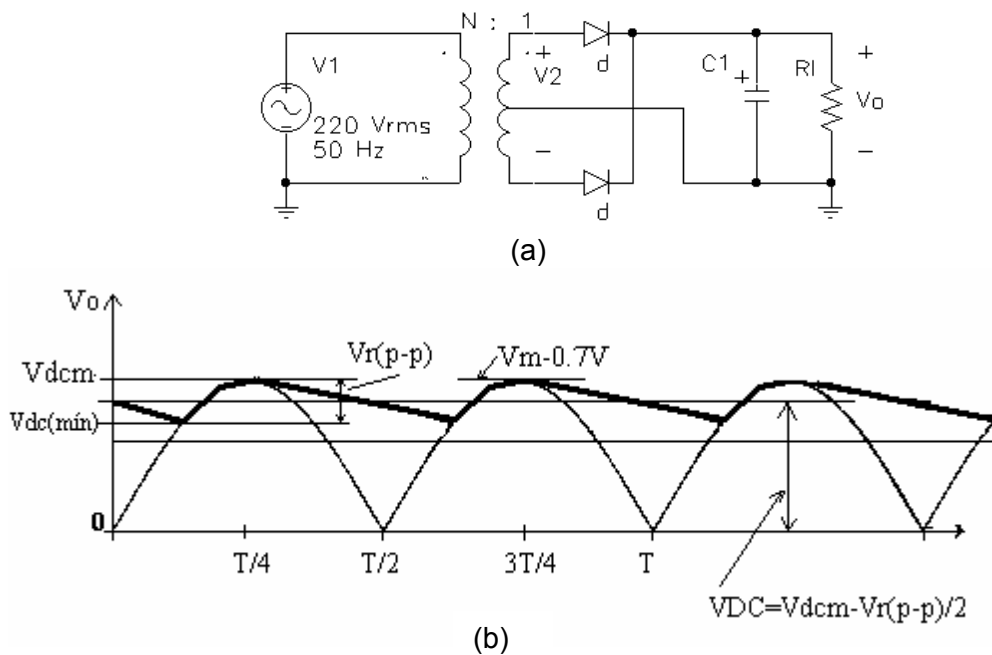 N : 1
V1
+
V2
d
C1
+
Rl
+
Vo
220 Vrms
50 Hz
−
−
d
(a)
Vo
Vr(p-p)
Vm-0.7V
Vdcm
Vdc(mín)
0
T/4
T/2
3T/4
T
VDC=Vdcm-Vr(p-p)/2
(b)